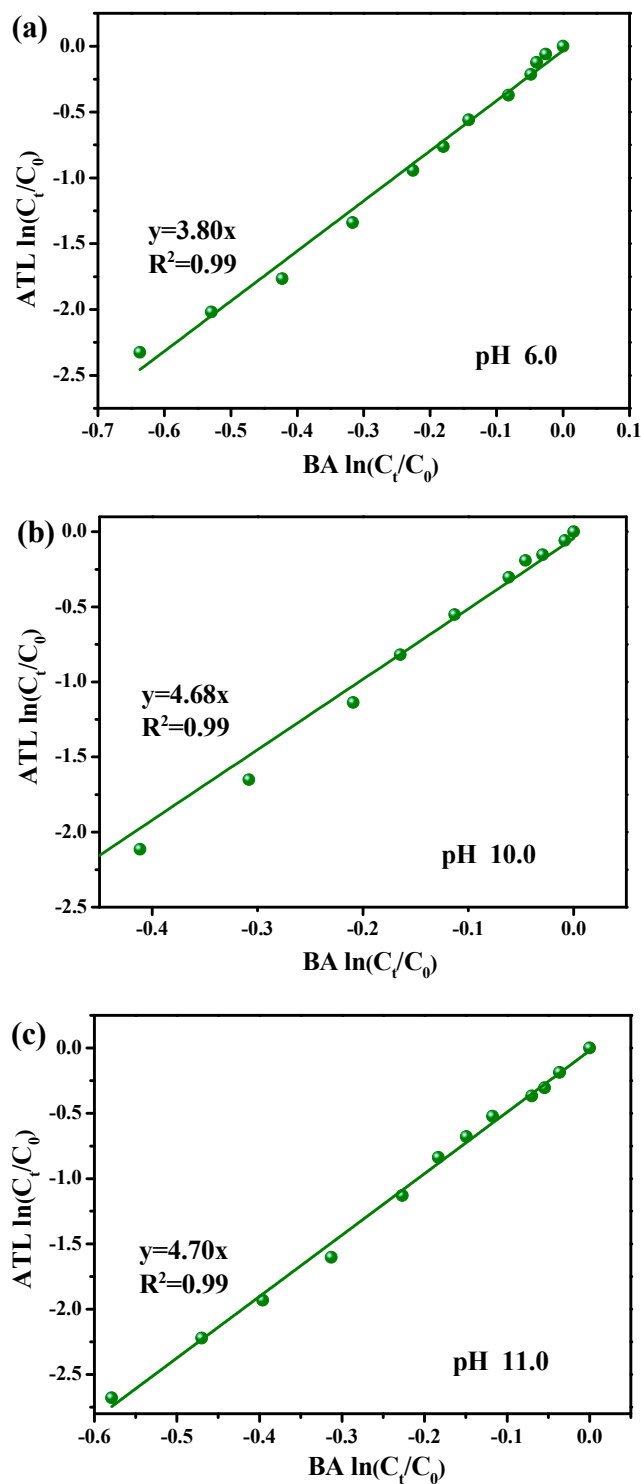 (a)
0.0
-0.5
-1.0
-1.5
-2.0
-2.5
ATL ln(Cₜ/C₀)
y=3.80x
R²=0.99
pH 6.0
-0.7 -0.6 -0.5 -0.4 -0.3 -0.2 -0.1 0.0 0.1
BA ln(Cₜ/C₀)
(b)
0.0
-0.5
-1.0
-1.5
-2.0
-2.5
ATL ln(Cₜ/C₀)
y=4.68x
R²=0.99
pH 10.0
-0.4 -0.3 -0.2 -0.1 0.0
BA ln(Cₜ/C₀)
(c)
0.0
-0.5
-1.0
-1.5
-2.0
-2.5
ATL ln(Cₜ/C₀)
y=4.70x
R²=0.99
pH 11.0
-0.6 -0.5 -0.4 -0.3 -0.2 -0.1 0.0
BA ln(Cₜ/C₀)